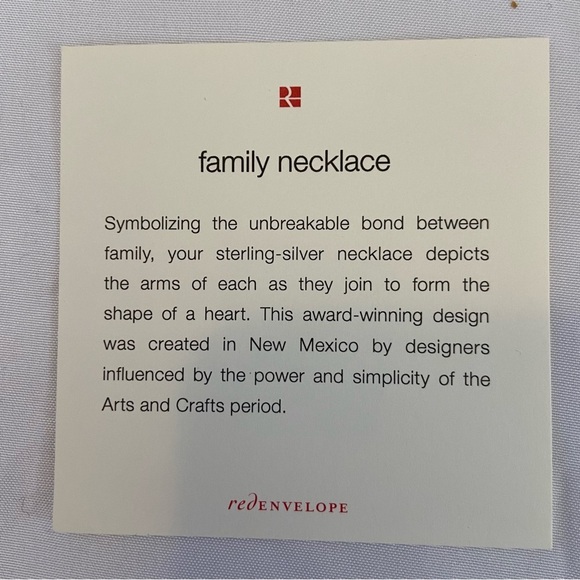 family necklace
Symbolizing the unbreakable bond between
family, your sterling-silver necklace depicts
the arms of each as they join to form the
shape of a heart. This award-winning design
was created in New Mexico by designers
influenced by the power and simplicity of the
Arts and Crafts period.
redENVELOPE